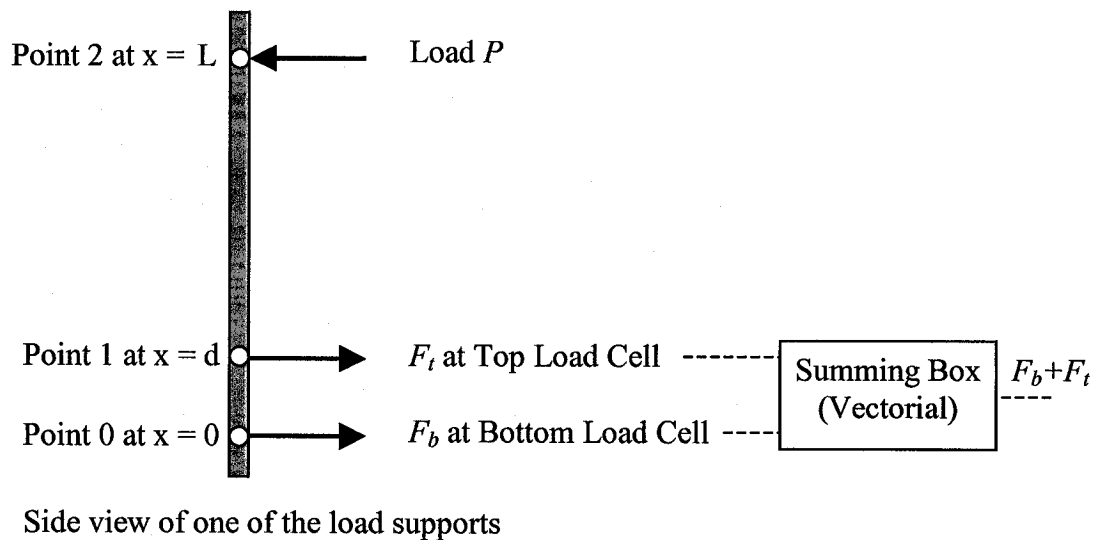 Point 2 at x = L
Load P
Point 1 at x = d
F_t at Top Load Cell
Summing Box
(Vectorial)
F_b+F_t
Point 0 at x = 0
F_b at Bottom Load Cell
Side view of one of the load supports